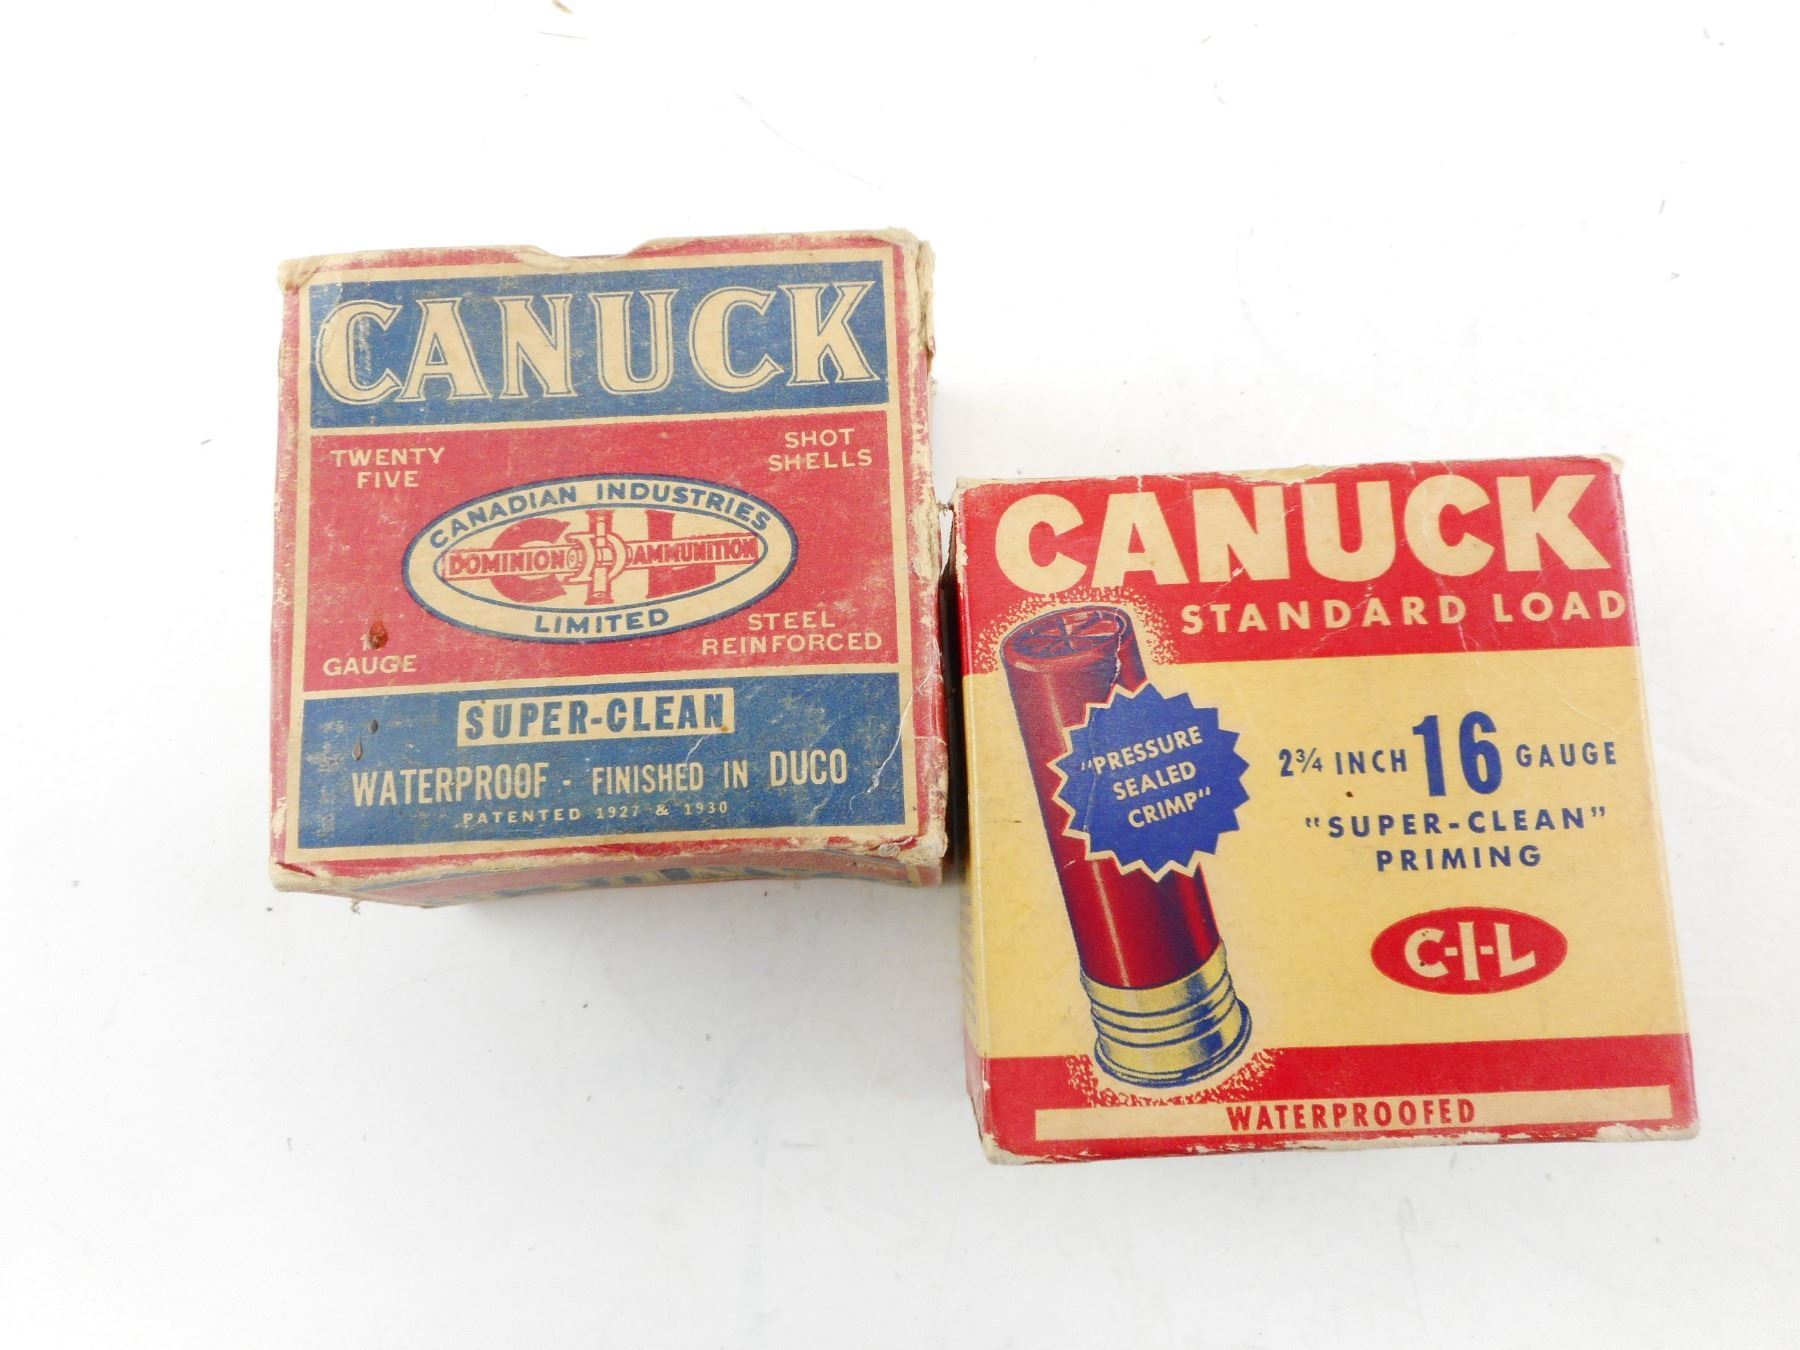 CANUCK
TWENTY
FIVE
SHOT
SHELLS
CANADIAN INDUSTRIES
DOMINION AMMUNITION
LIMITED
GAUGE
STEEL
REINFORCED
SUPER-CLEAN
WATERPROOF - FINISHED IN DUCO
PATENTED 1927 & 1930
CANUCK
STANDARD LOAD
"PRESSURE
SEALED
CRIMP"
2¾ INCH 16 GAUGE
"SUPER-CLEAN"
PRIMING
C-I-L
WATERPROOFED